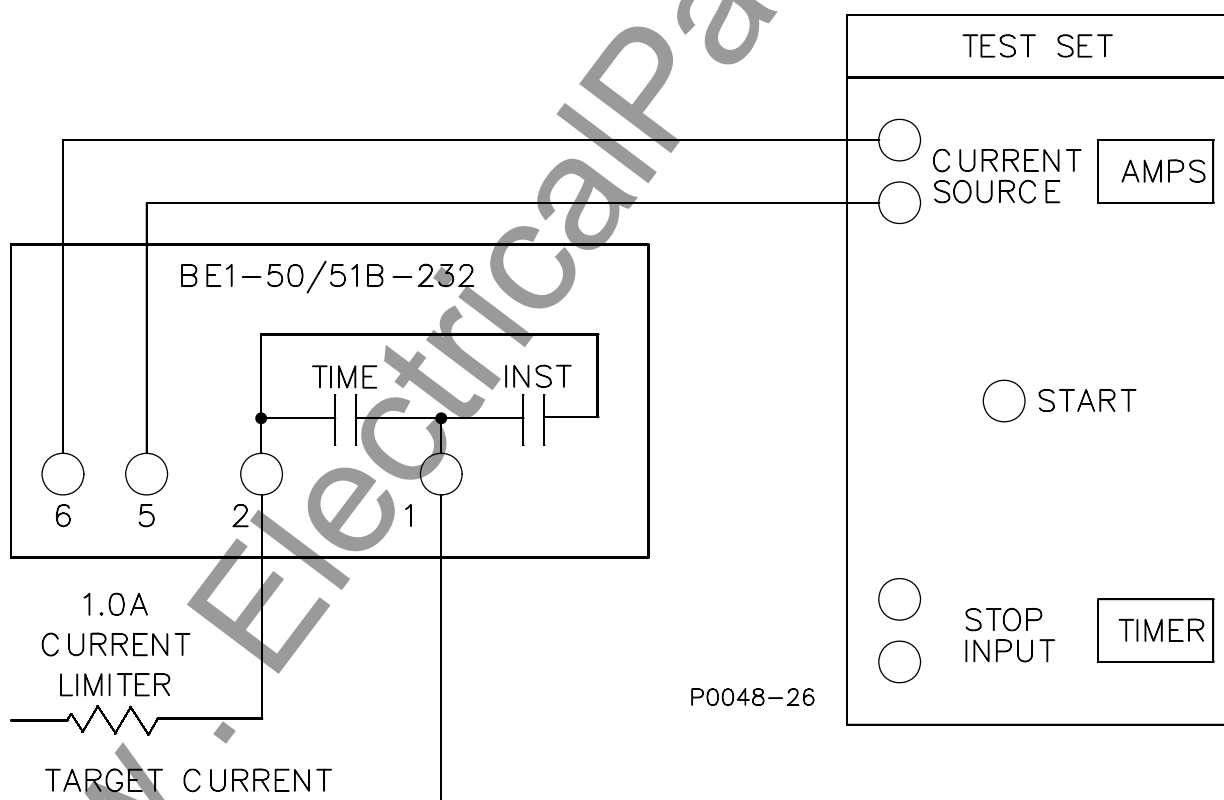 TEST SET
CURRENT
SOURCE
AMPS
BE1-50/51B-232
TIME
INST
START
6
5
2
1
1.0A
CURRENT
LIMITER
STOP
INPUT
TIMER
P0048-26
TARGET CURRENT
w.ElectricalPa